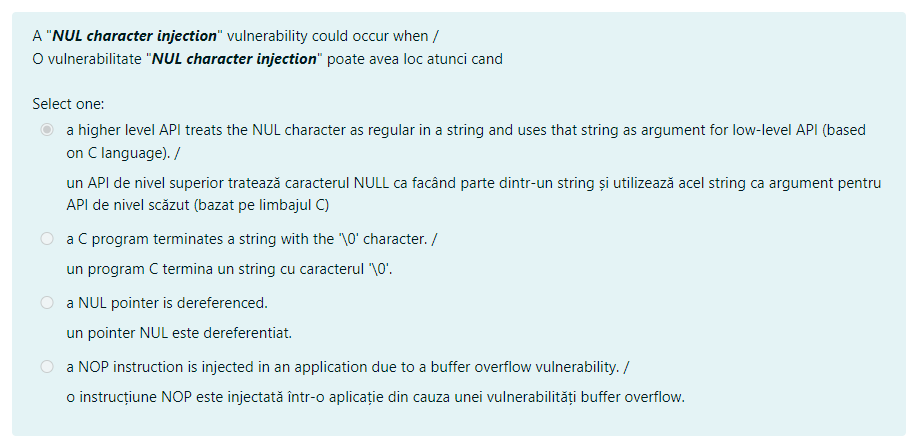 A "NUL character injection" vulnerability could occur when /
O vulnerabilitate "NUL character injection" poate avea loc atunci cand
Select one:
a higher level API treats the NUL character as regular in a string and uses that string as argument for low-level API (based
on C language). /
un API de nivel superior tratează caracterul NULL ca facând parte dintr-un string și utilizează acel string ca argument pentru
API de nivel scăzut (bazat pe limbajul C)
a C program terminates a string with the '\0' character. /
un program C termina un string cu caracterul '\0'.
a NUL pointer is dereferenced.
un pointer NUL este dereferentiat.
a NOP instruction is injected in an application due to a buffer overflow vulnerability. /
o instrucțiune NOP este injectată într-o aplicație din cauza unei vulnerabilități buffer overflow.